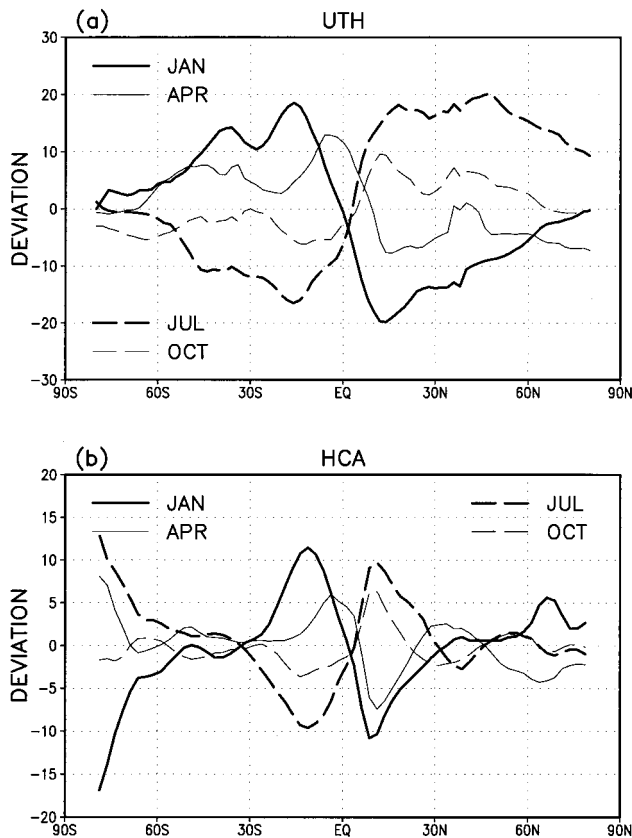 (a) UTH
30
20
10
0
-10
-20
-30
DEVIATION
JAN
APR
JUL
OCT
90S 60S 30S EQ 30N 60N 90N
(b) HCA
20
15
10
5
0
-5
-10
-15
-20
DEVIATION
JAN
APR
JUL
OCT
90S 60S 30S EQ 30N 60N 90N